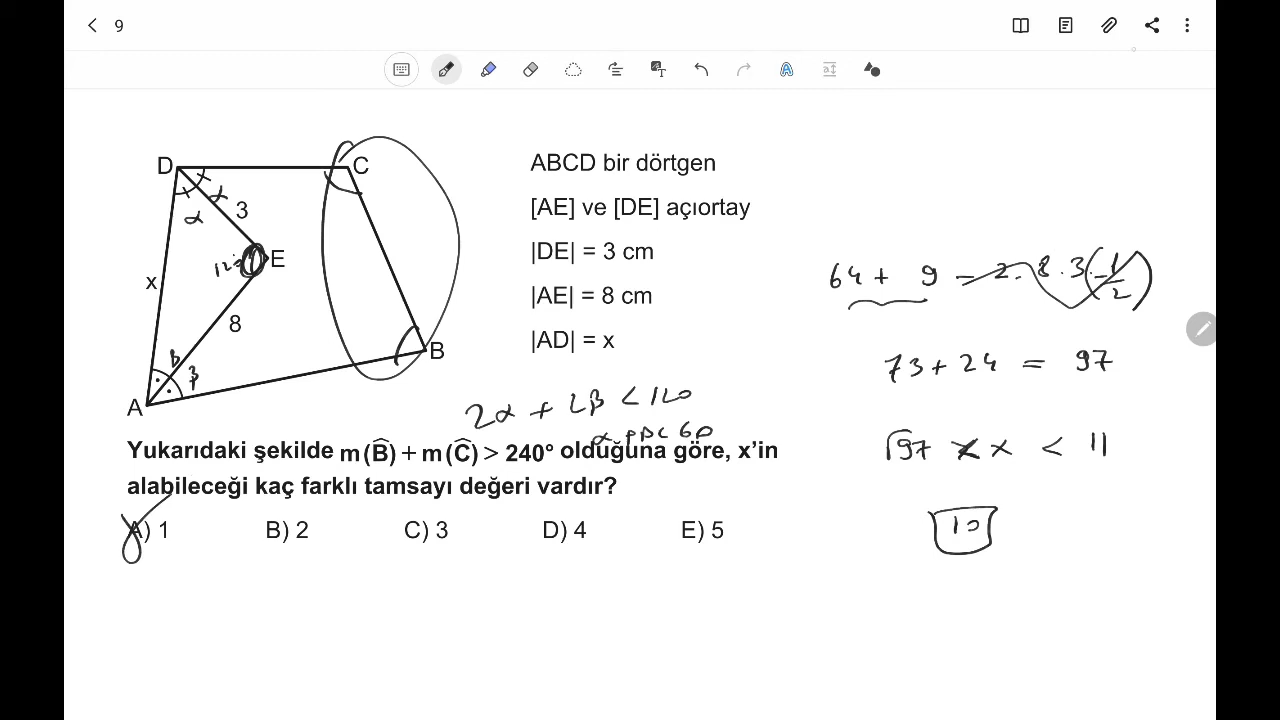 9
D
C
α
3
α
120
E
x
8
β
β
B
A
ABCD bir dörtgen
[AE] ve [DE] açıortay
|DE| = 3 cm
|AE| = 8 cm
|AD| = x
64 + 9 - 2.8.3(-1/2)
73 + 24 = 97
√97 < x < 11
10
2α + 2β < 120
α + β < 60
Yukarıdaki şekilde m(B̂) + m(Ĉ) > 240° olduğuna göre, x'in
alabileceği kaç farklı tamsayı değeri vardır?
A) 1 B) 2 C) 3 D) 4 E) 5